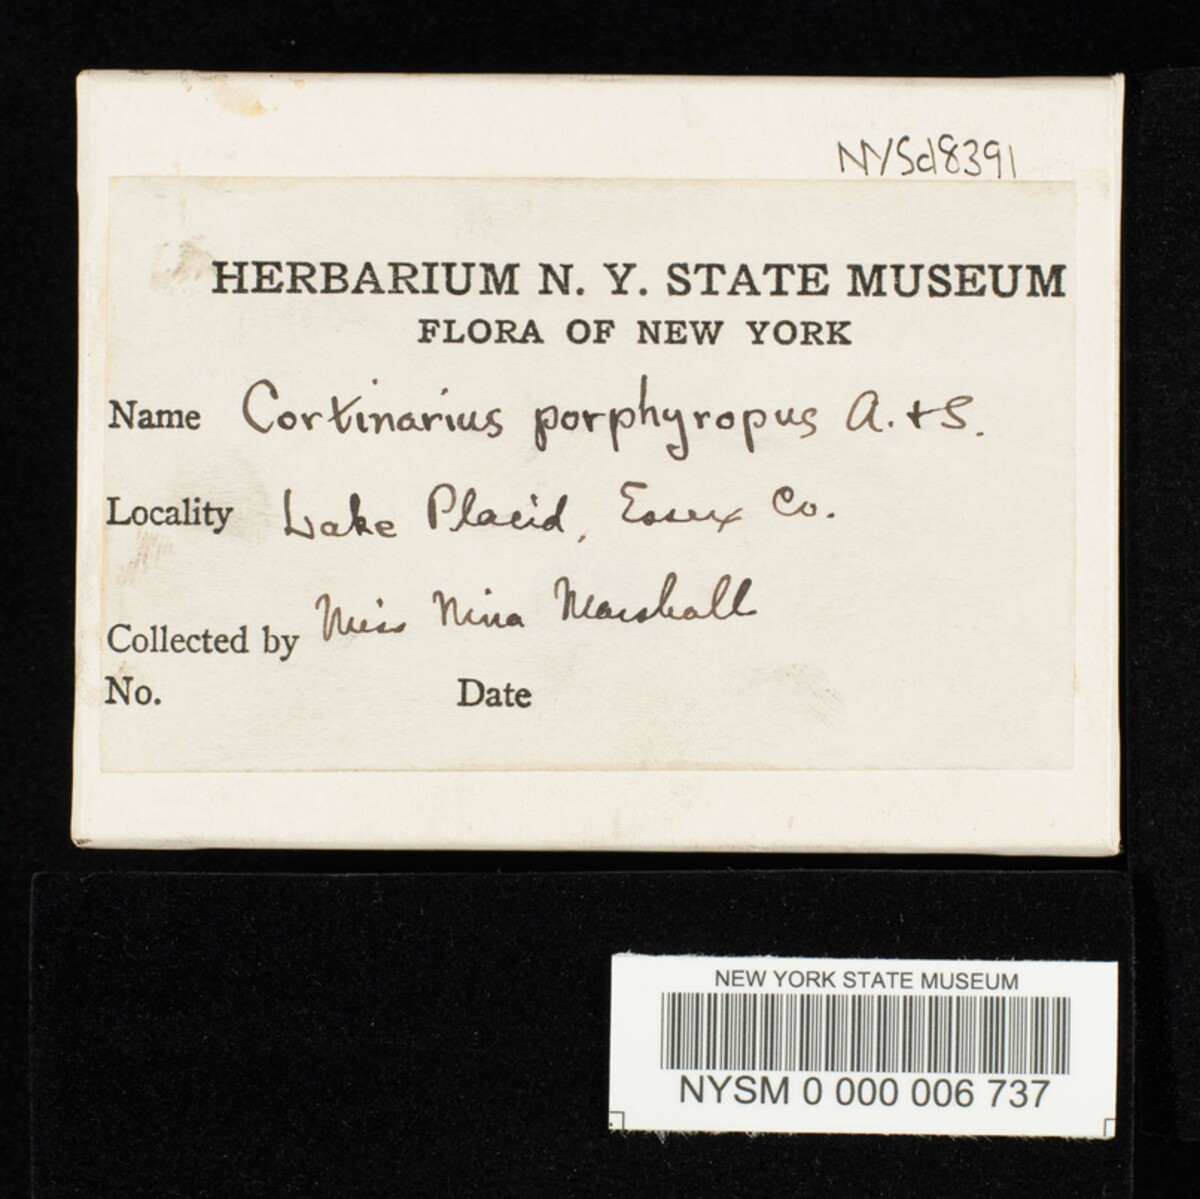 NYSd8391
HERBARIUM N. Y. STATE MUSEUM
FLORA OF NEW YORK
Name Cortinarius porphyropus A. + S.
Locality Lake Placid, Essex Co.
Collected by Miss Nina Marshall
No. Date
NEW YORK STATE MUSEUM
NYSM 0 000 006 737